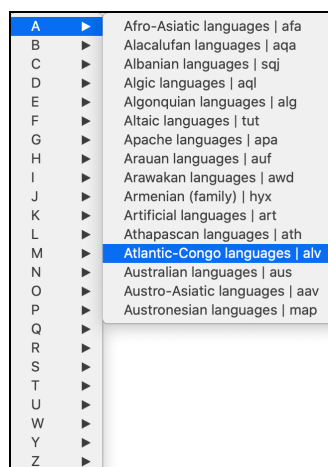 A ▶
B ▶
C ▶
D ▶
E ▶
F ▶
G ▶
H ▶
I ▶
J ▶
K ▶
L ▶
M ▶
N ▶
O ▶
P ▶
Q ▶
R ▶
S ▶
T ▶
U ▶
W ▶
Y ▶
Z ▶
Afro-Asiatic languages | afa
Alacalufan languages | aqa
Albanian languages | sqj
Algic languages | aql
Algonquian languages | alg
Altaic languages | tut
Apache languages | apa
Arauan languages | auf
Arawakan languages | awd
Armenian (family) | hyx
Artificial languages | art
Athapascan languages | ath
Atlantic-Congo languages | alv
Australian languages | aus
Austro-Asiatic languages | aav
Austronesian languages | map